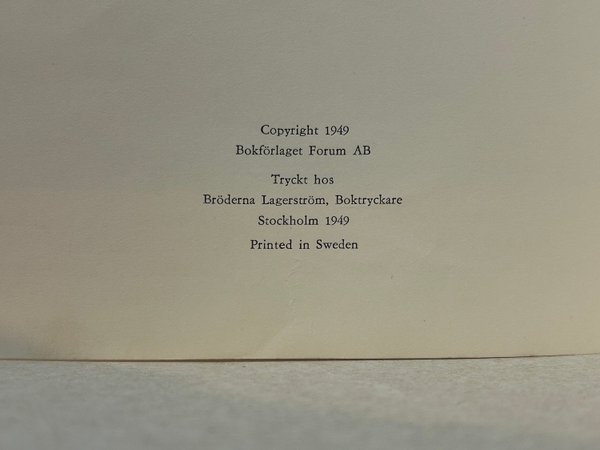 Copyright 1949
Bokförlaget Forum AB
Tryckt hos
Bröderna Lagerström, Boktryckare
Stockholm 1949
Printed in Sweden